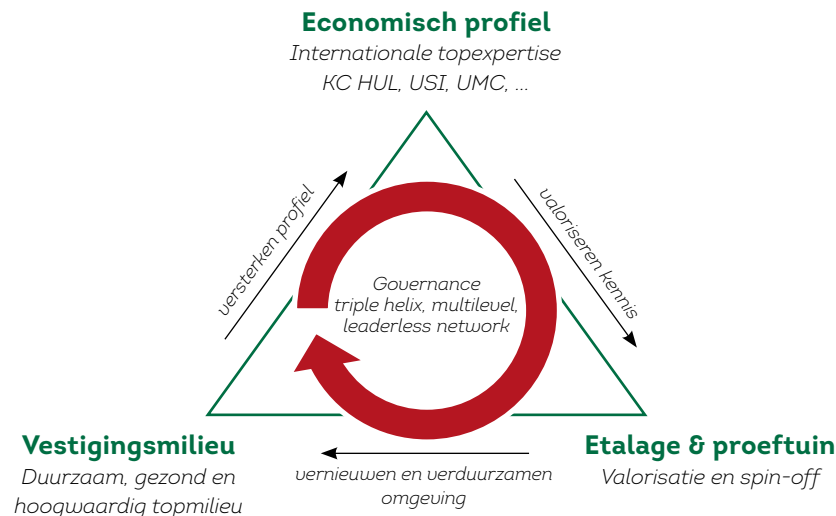 Economisch profiel
Internationale topexpertise
KC HUL, USI, UMC, ...
versterken profiel
valoriseren kennis
Governance
triple helix, multilevel,
leaderless network
Vestigingsmilieu
Duurzaam, gezond en
hoogwaardig topmilieu
vernieuwen en verduurzamen
omgeving
Etalage & proeftuin
Valorisatie en spin-off